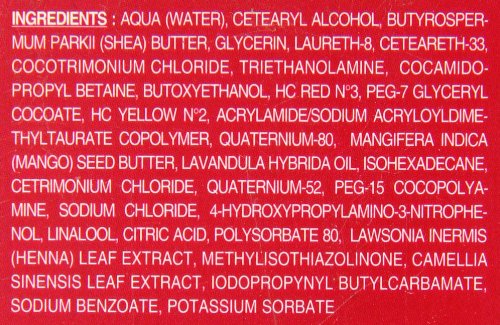 INGREDIENTS : AQUA (WATER), CETEARYL ALCOHOL, BUTYROSPER-
MUM PARKII (SHEA) BUTTER, GLYCERIN, LAURETH-8, CETEARETH-33,
COCOTRIMONIUM CHLORIDE, TRIETHANOLAMINE, COCAMIDO-
PROPYL BETAINE, BUTOXYETHANOL, HC RED N°3, PEG-7 GLYCERYL
COCOATE, HC YELLOW N°2, ACRYLAMIDE/SODIUM ACRYLOYLDIME-
THYLTAURATE COPOLYMER, QUATERNIUM-80, MANGIFERA INDICA
(MANGO) SEED BUTTER, LAVANDULA HYBRIDA OIL, ISOHEXADECANE,
CETRIMONIUM CHLORIDE, QUATERNIUM-52, PEG-15 COCOPOLYA-
MINE, SODIUM CHLORIDE, 4-HYDROXYPROPYLAMINO-3-NITROPHE-
NOL, LINALOOL, CITRIC ACID, POLYSORBATE 80, LAWSONIA INERMIS
(HENNA) LEAF EXTRACT, METHYLISOTHIAZOLINONE, CAMELLIA
SINENSIS LEAF EXTRACT, IODOPROPYNYL BUTYLCARBAMATE,
SODIUM BENZOATE, POTASSIUM SORBATE